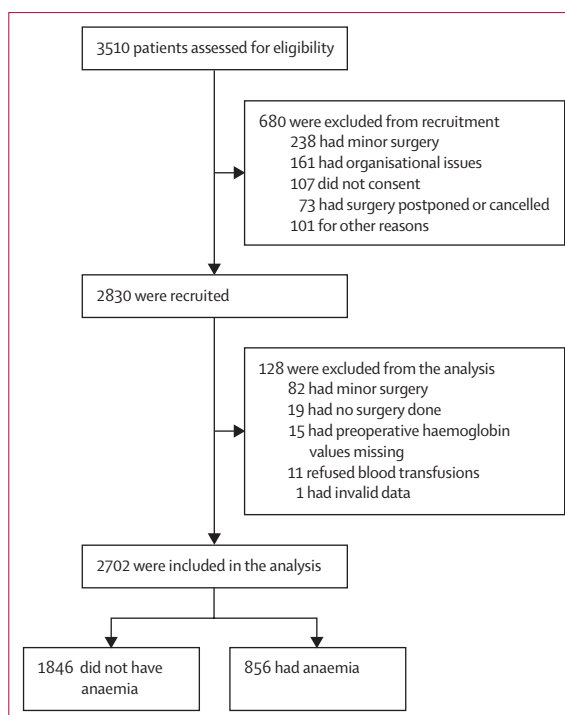 3510 patients assessed for eligibility
680 were excluded from recruitment
238 had minor surgery
161 had organisational issues
107 did not consent
73 had surgery postponed or cancelled
101 for other reasons
2830 were recruited
128 were excluded from the analysis
82 had minor surgery
19 had no surgery done
15 had preoperative haemoglobin
values missing
11 refused blood transfusions
1 had invalid data
2702 were included in the analysis
1846 did not have
anaemia
856 had anaemia